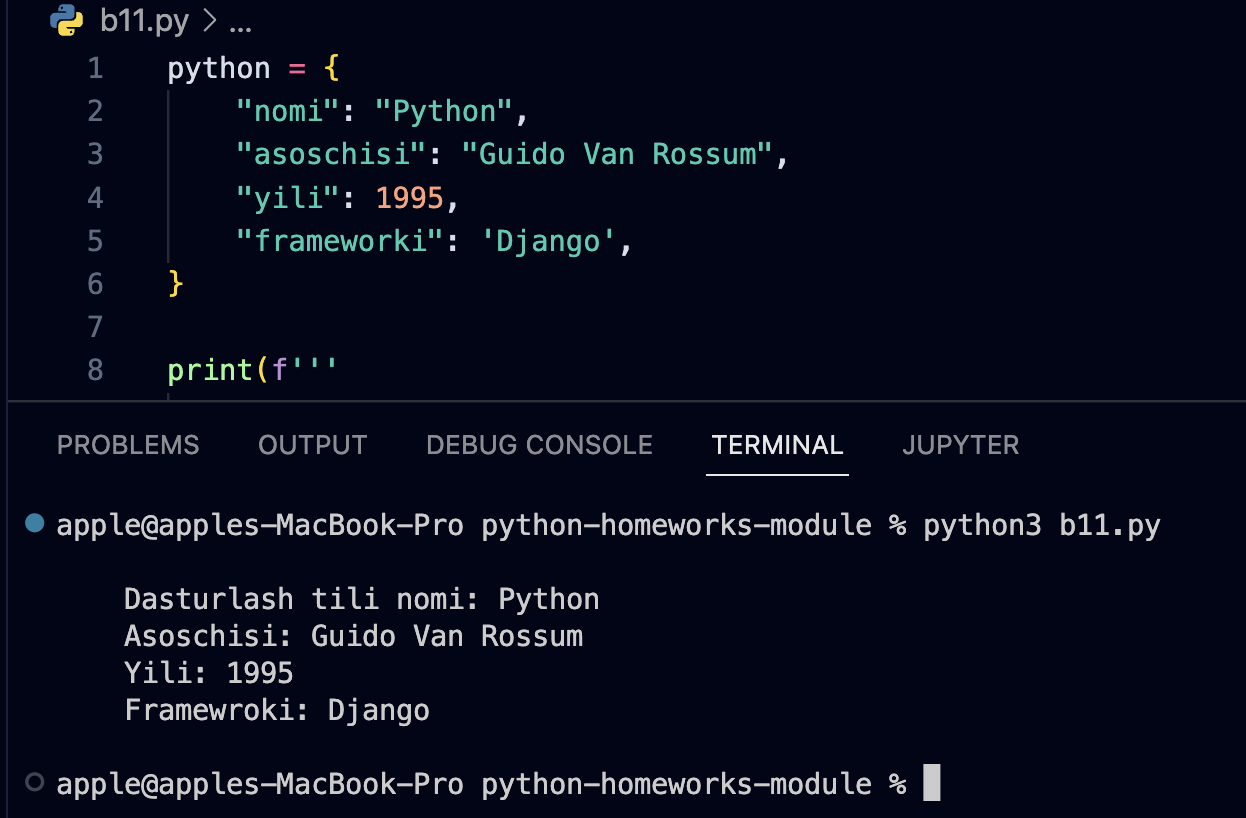 b11.py > ...
1 python = {
2     "nomi": "Python",
3     "asoschisi": "Guido Van Rossum",
4     "yili": 1995,
5     "frameworki": 'Django',
6 }
7
8 print(f'''
PROBLEMS OUTPUT DEBUG CONSOLE TERMINAL JUPYTER
apple@apples-MacBook-Pro python-homeworks-module % python3 b11.py
Dasturlash tili nomi: Python
Asoschisi: Guido Van Rossum
Yili: 1995
Framewroki: Django
apple@apples-MacBook-Pro python-homeworks-module %